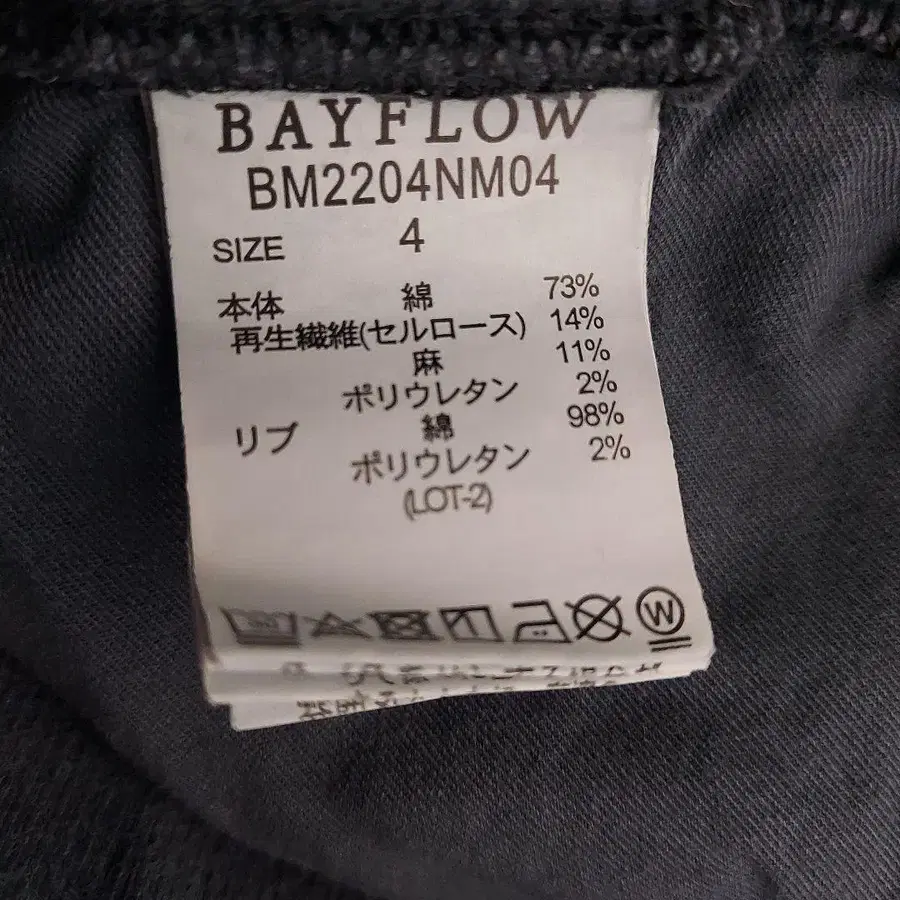 BAYFLOW
BM2204NM04
SIZE 4
本体 綿 73%
再生繊維(セルロース) 14%
麻 11%
ポリウレタン 2%
リブ 綿 98%
ポリウレタン 2%
(LOT-2)
W